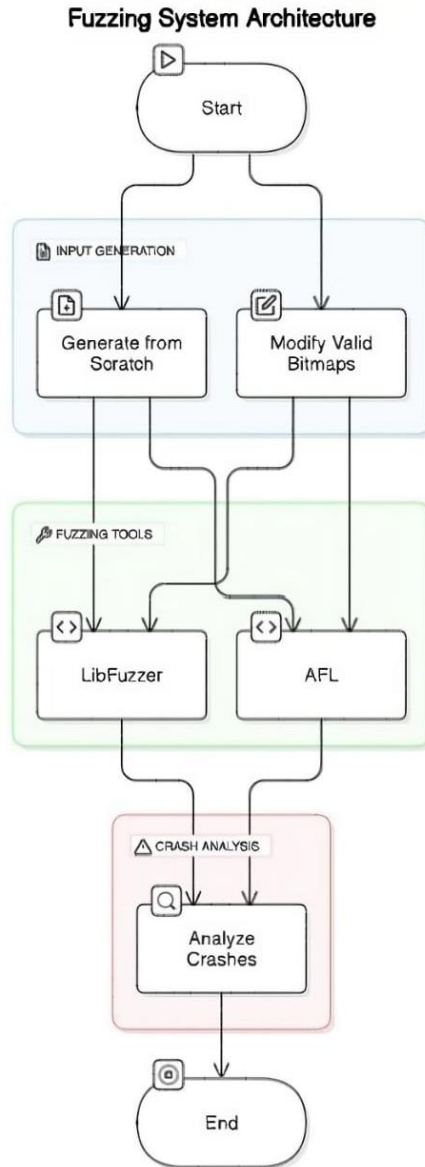 Fuzzing System Architecture
Start
INPUT GENERATION
Generate from
Scratch
Modify Valid
Bitmaps
FUZZING TOOLS
LibFuzzer
AFL
CRASH ANALYSIS
Analyze
Crashes
End